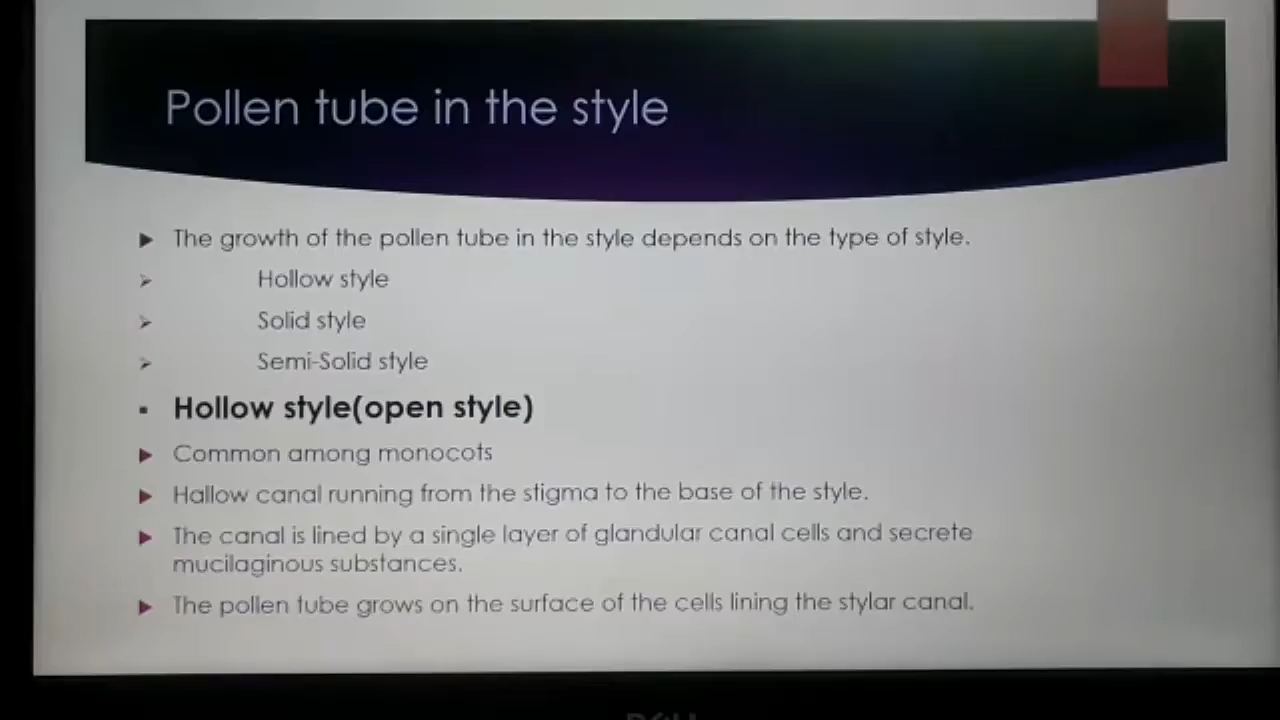 Pollen tube in the style
The growth of the pollen tube in the style depends on the type of style.
Hollow style
Solid style
Semi-Solid style
Hollow style(open style)
Common among monocots
Hallow canal running from the stigma to the base of the style.
The canal is lined by a single layer of glandular canal cells and secrete
mucilaginous substances.
The pollen tube grows on the surface of the cells lining the stylar canal.